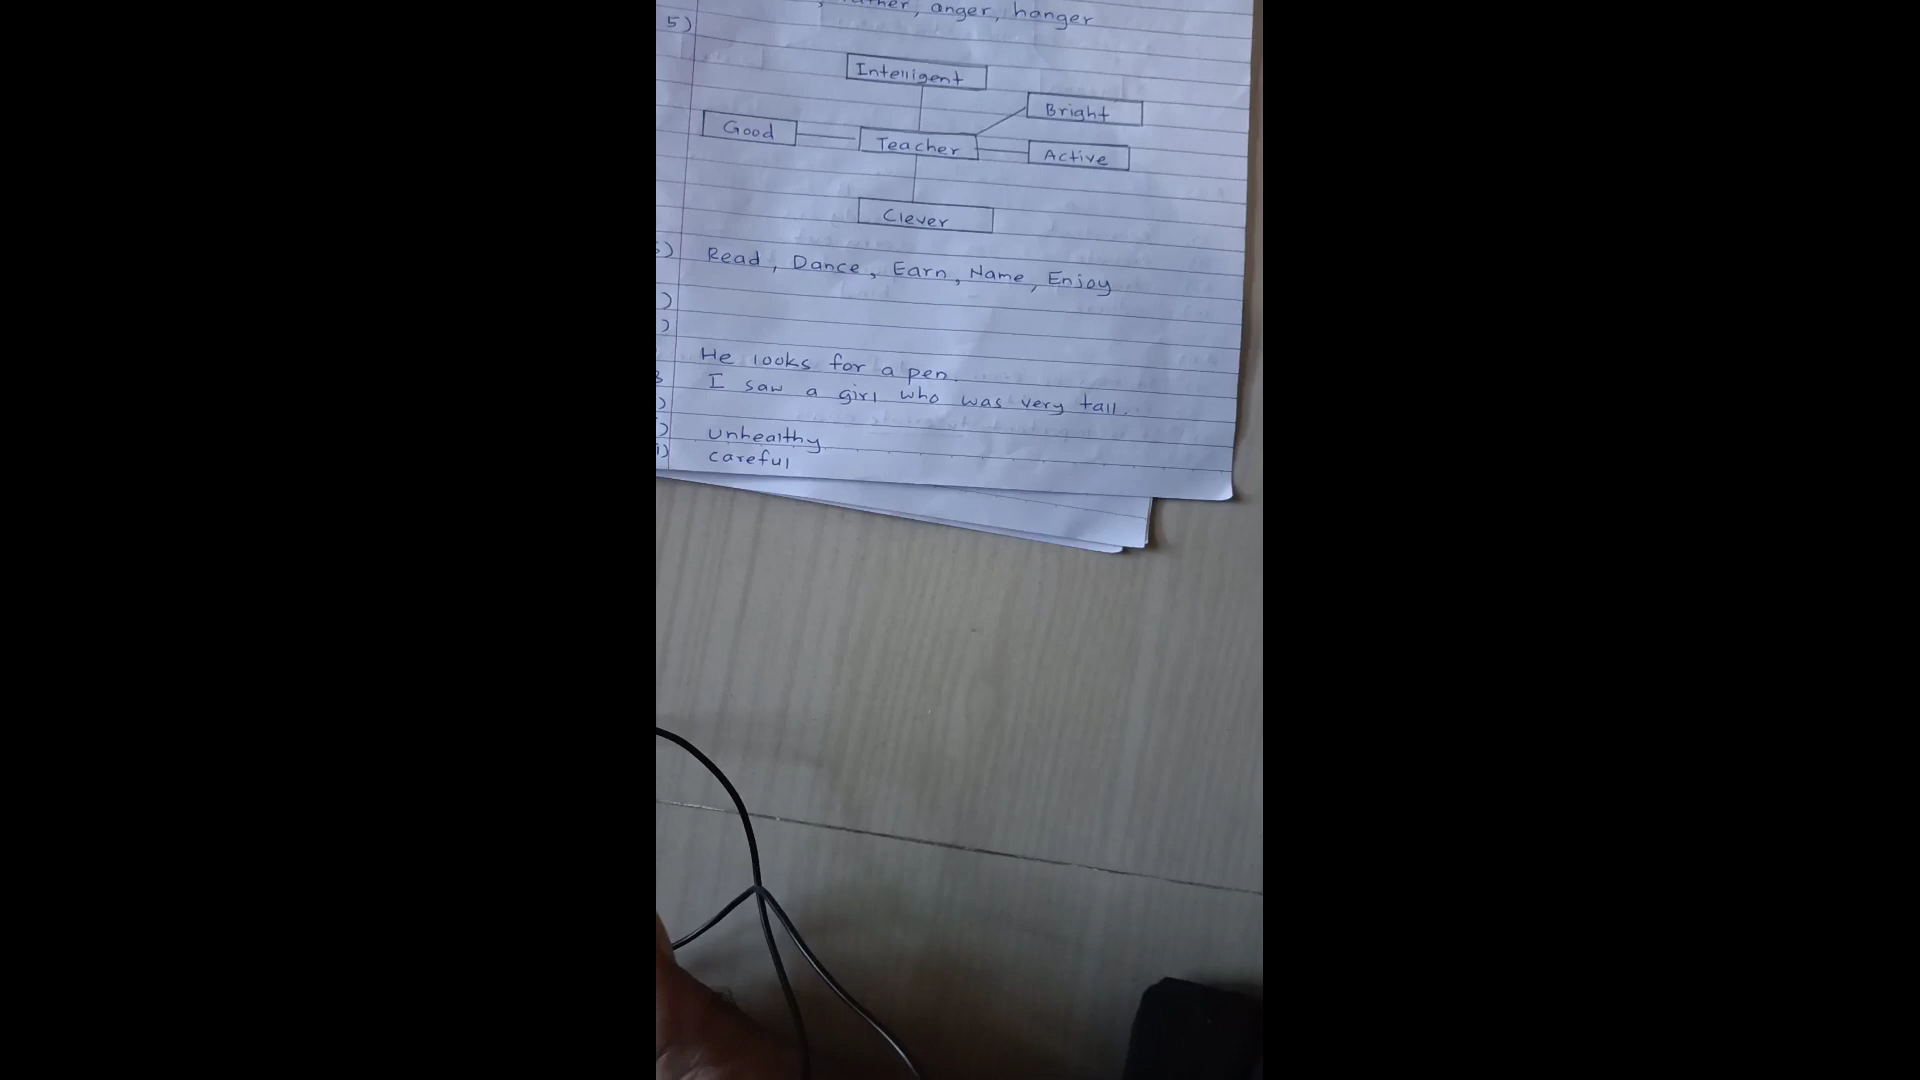 anger, hanger
5)
Intelligent
Bright
Good
Teacher
Active
Clever
Read, Dance, Earn, Name, Enjoy
He looks for a pen.
I saw a girl who was very tall.
unhealthy
careful